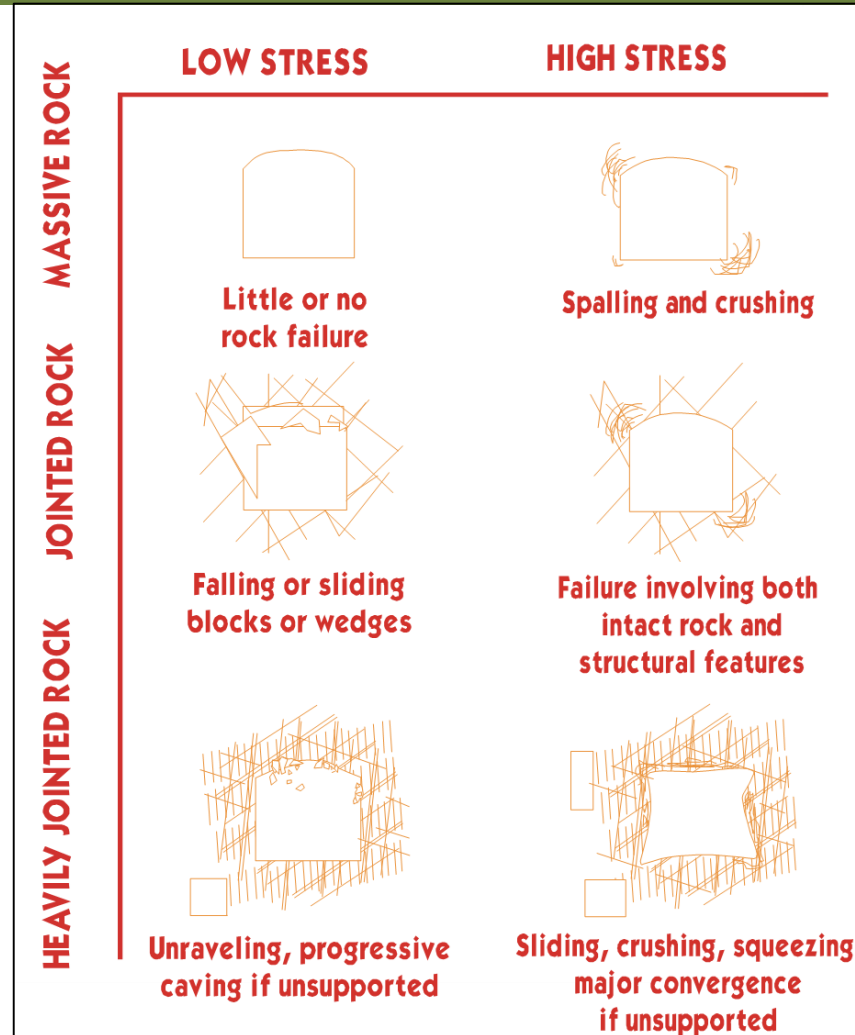 LOW STRESS
HIGH STRESS
MASSIVE ROCK
Little or no
rock failure
Spalling and crushing
JOINTED ROCK
Falling or sliding
blocks or wedges
Failure involving both
intact rock and
structural features
HEAVILY JOINTED ROCK
Unraveling, progressive
caving if unsupported
Sliding, crushing, squeezing
major convergence
if unsupported